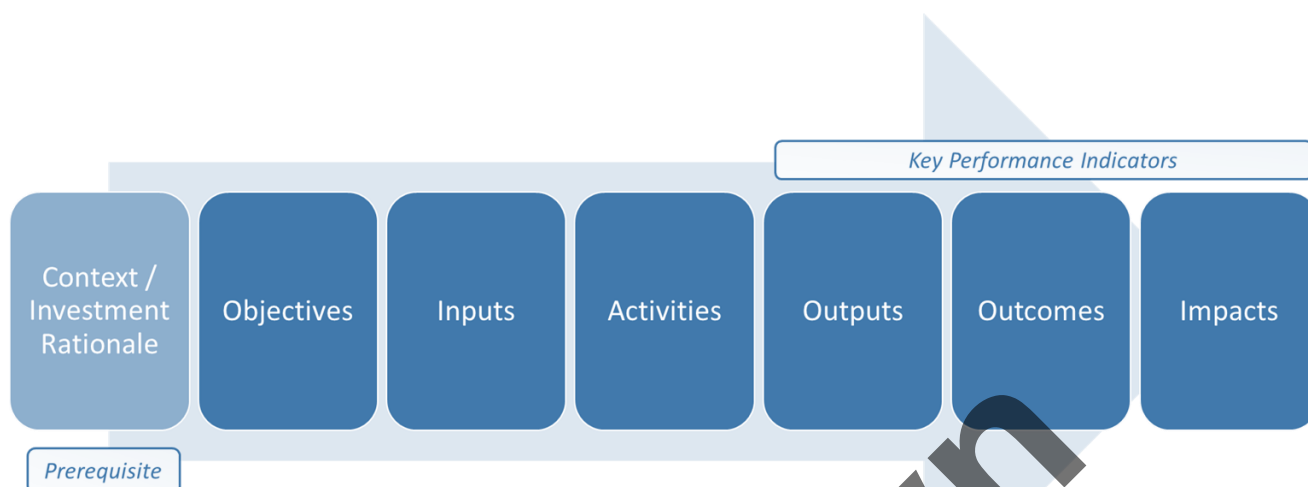 Key Performance Indicators
Context /
Investment
Rationale
Objectives
Inputs
Activities
Outputs
Outcomes
Impacts
Prerequisite